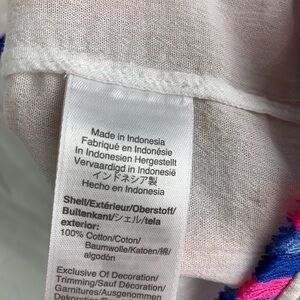 Made in Indonesia
Fabriqué en Indonésie
In Indonesien Hergestellt
Vervaardigd in Indonesië
インドネシア製
Hecho en Indonesia
Shell/Extérieur/Oberstoff/
Buitenkant/シェル/tela
exterior:
100% Cotton/Coton/
Baumwolle/Katoen/綿/
algodón
Exclusive Of Decoration/
Trimming/Sauf Décoration/
Garnitures/Ausgenommen